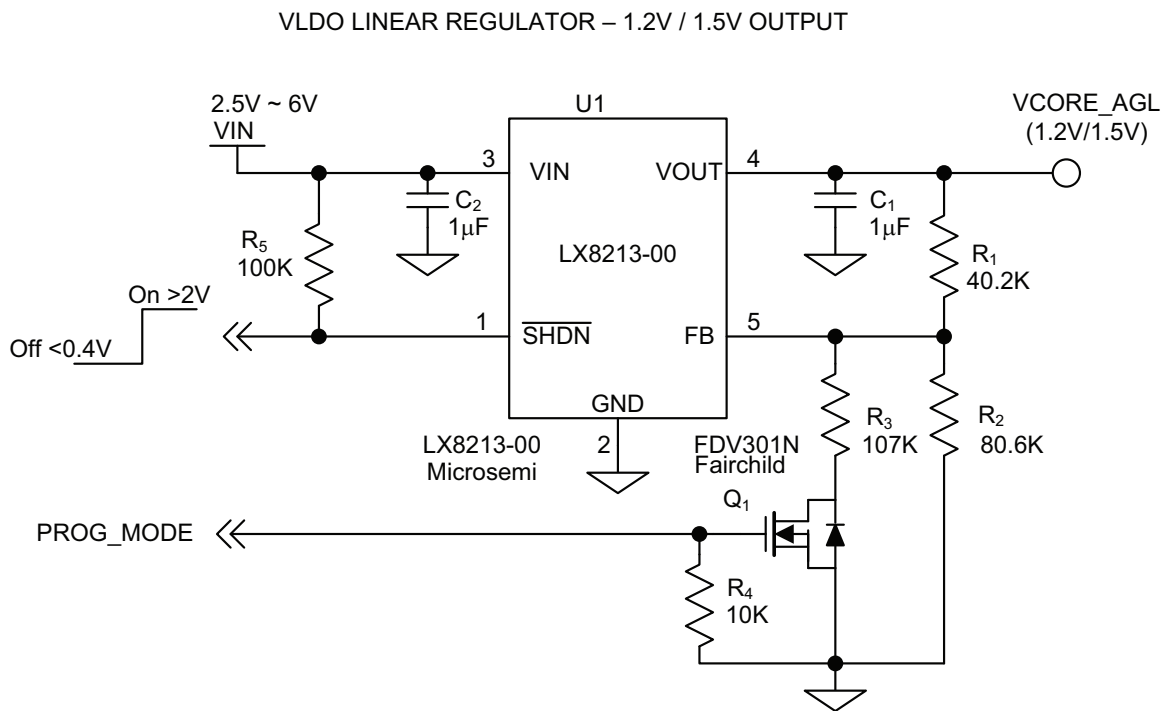 VLDO LINEAR REGULATOR – 1.2V / 1.5V OUTPUT
2.5V ~ 6V
VIN
U1
VCORE_AGL
(1.2V/1.5V)
3
VIN
VOUT
4
C2
1μF
C1
1μF
R5
100K
LX8213-00
R1
40.2K
On >2V
Off <0.4V
1
SHDN
FB
5
GND
2
LX8213-00
Microsemi
FDV301N
Fairchild
R3
107K
R2
80.6K
Q1
PROG_MODE
R4
10K